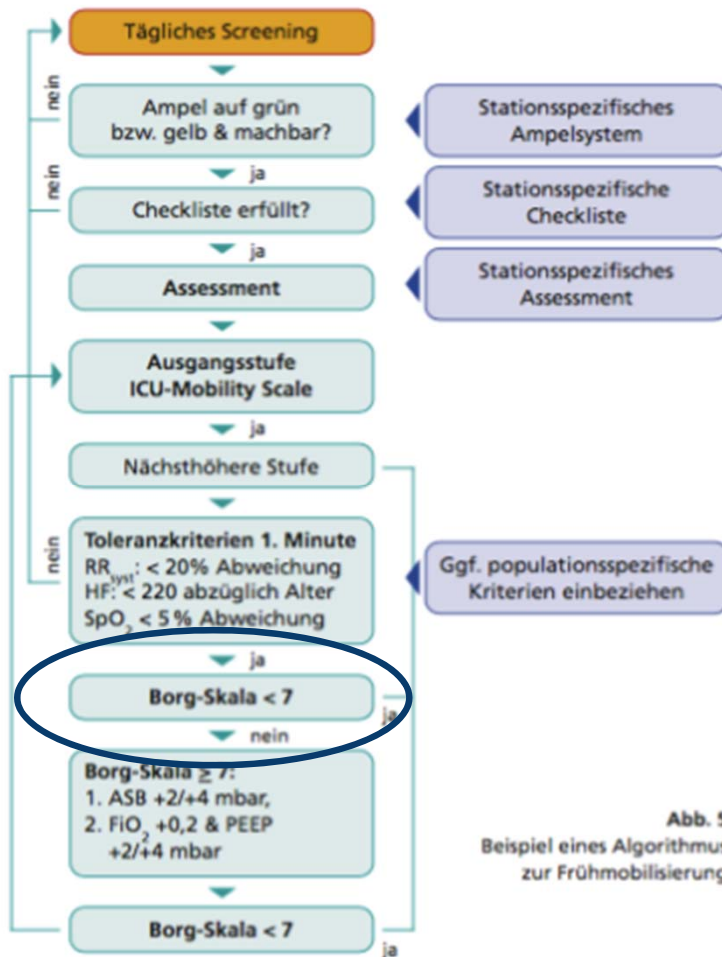 Tägliches Screening
nein
Ampel auf grün
bzw. gelb & machbar?
Stationsspezifisches
Ampelsystem
ja
nein
Checkliste erfüllt?
Stationsspezifische
Checkliste
ja
Assessment
Stationsspezifisches
Assessment
Ausgangsstufe
ICU-Mobility Scale
ja
Nächsthöhere Stufe
nein
Toleranzkriterien 1. Minute
RRsyst: < 20% Abweichung
HF: < 220 abzüglich Alter
SpO2 < 5 % Abweichung
Ggf. populationsspezifische
Kriterien einbeziehen
ja
Borg-Skala < 7
ja
nein
Borg-Skala ≥ 7:
1. ASB +2/+4 mbar,
2. FiO2 +0,2 & PEEP
+2/+4 mbar
Abb. 5
Beispiel eines Algorithmus
zur Frühmobilisierung
Borg-Skala < 7
ja